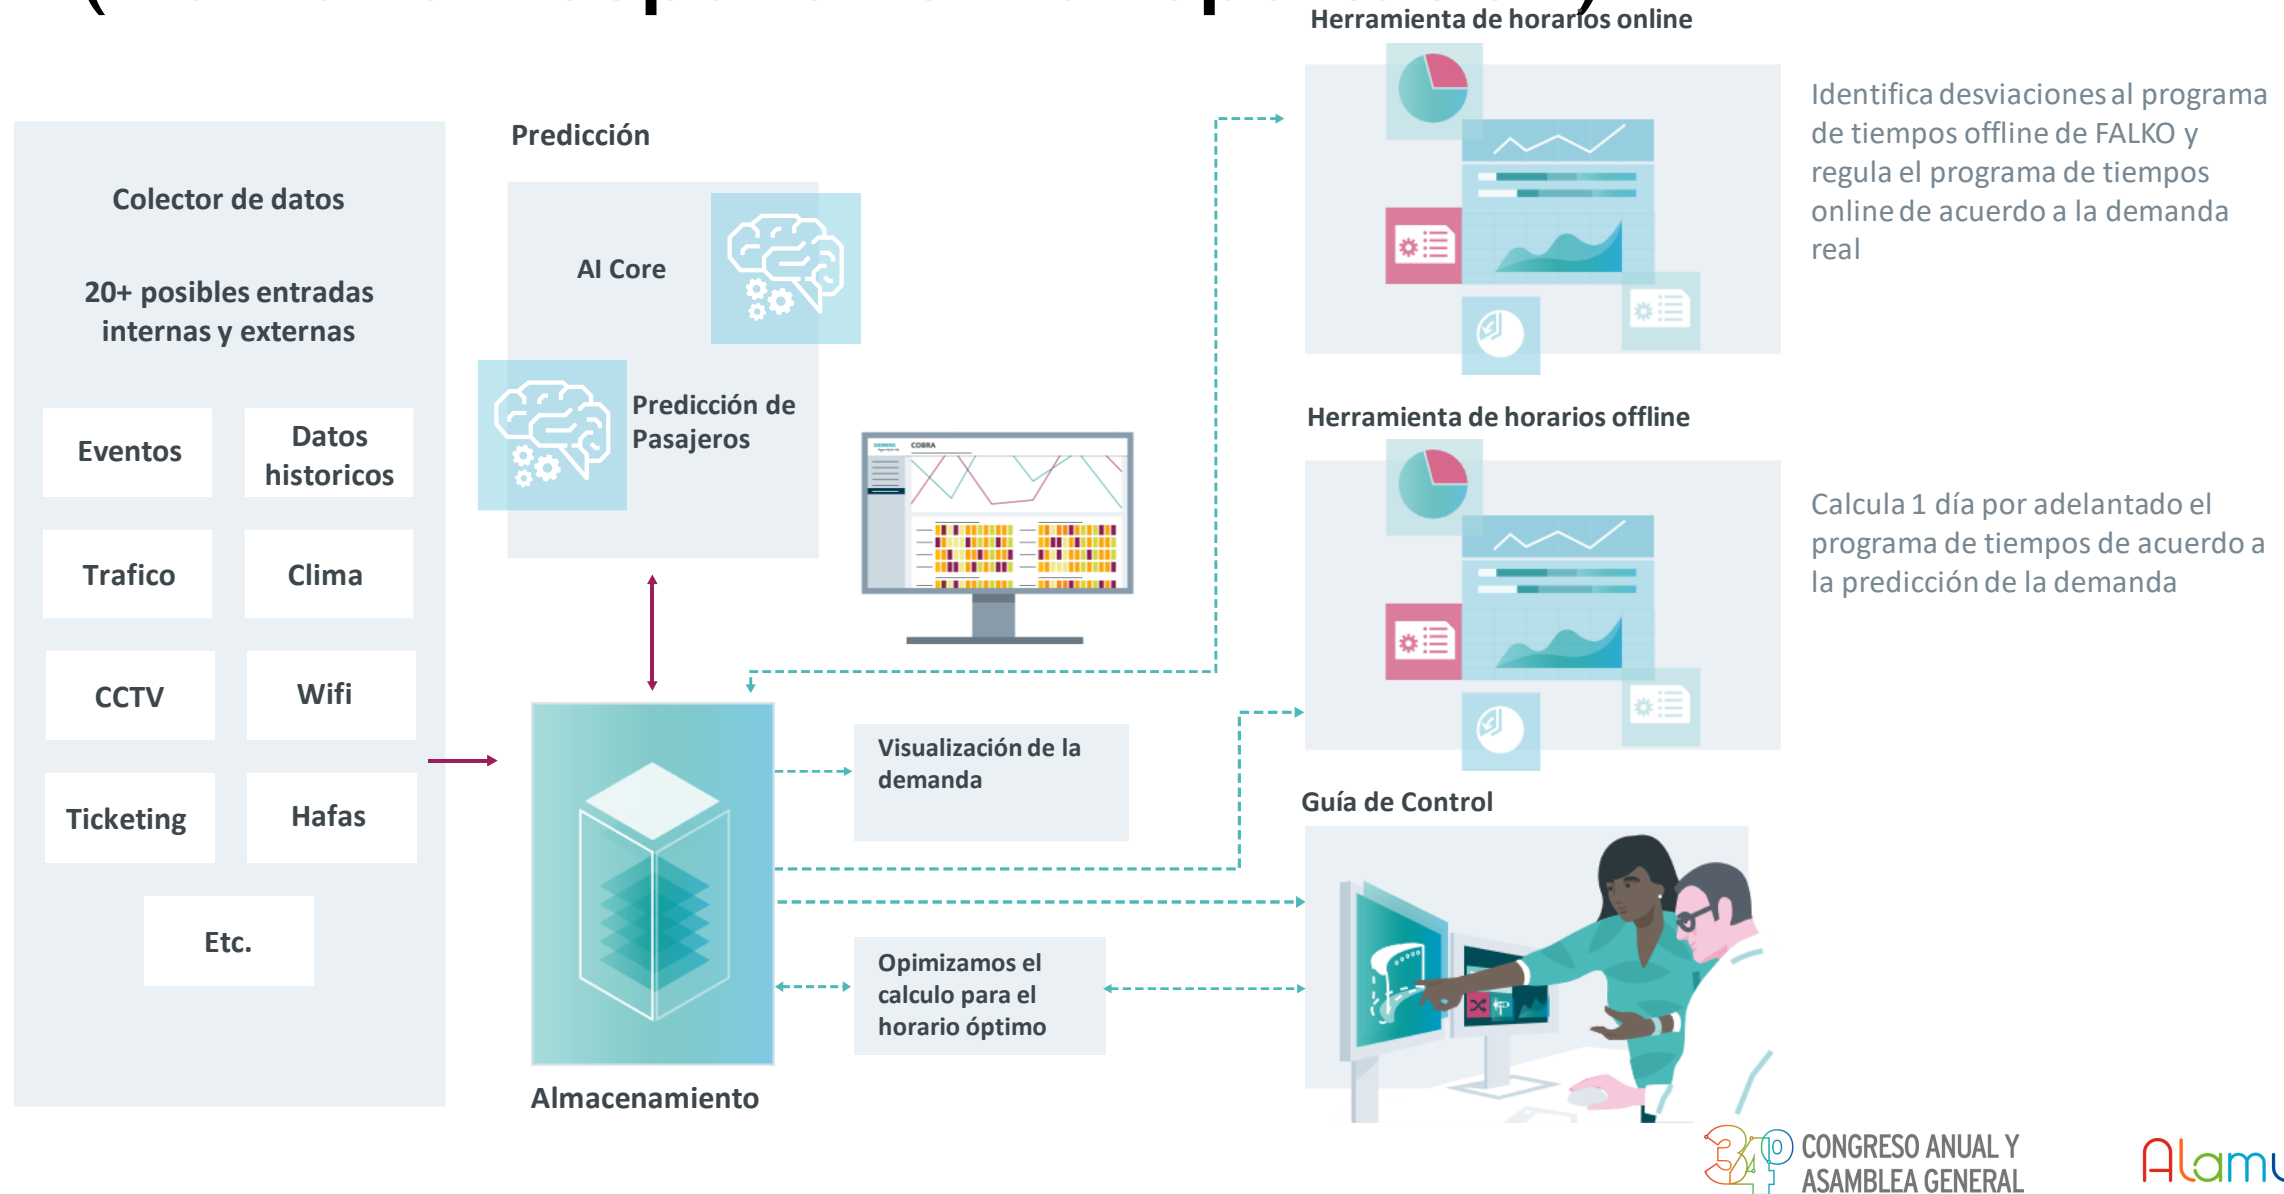 Herramienta de horarios online
Identifica desviaciones al programa
de tiempos offline de FALKO y
regula el programa de tiempos
online de acuerdo a la demanda
real
Predicción
Colector de datos
20+ posibles entradas
internas y externas
AI Core
Predicción de
Pasajeros
Eventos
Datos
historicos
Trafico
Clima
CCTV
Wifi
Ticketing
Hafas
Etc.
SIEMENS
COBRA
Herramienta de horarios offline
Calcula 1 día por adelantado el
programa de tiempos de acuerdo a
la predicción de la demanda
Visualización de la
demanda
Guía de Control
Opimizamos el
calculo para el
horario óptimo
Almacenamiento
34
CONGRESO ANUAL Y
ASAMBLEA GENERAL